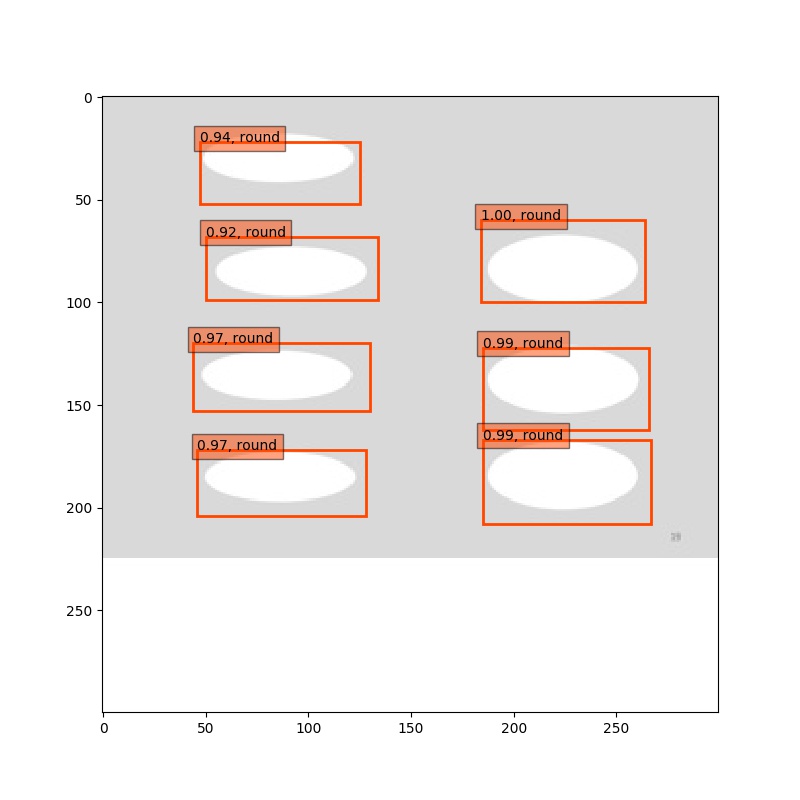 0
0.94, round
50
1.00, round
0.92, round
100
0.97, round
0.99, round
150
0.99, round
0.97, round
200
250
0 50 100 150 200 250